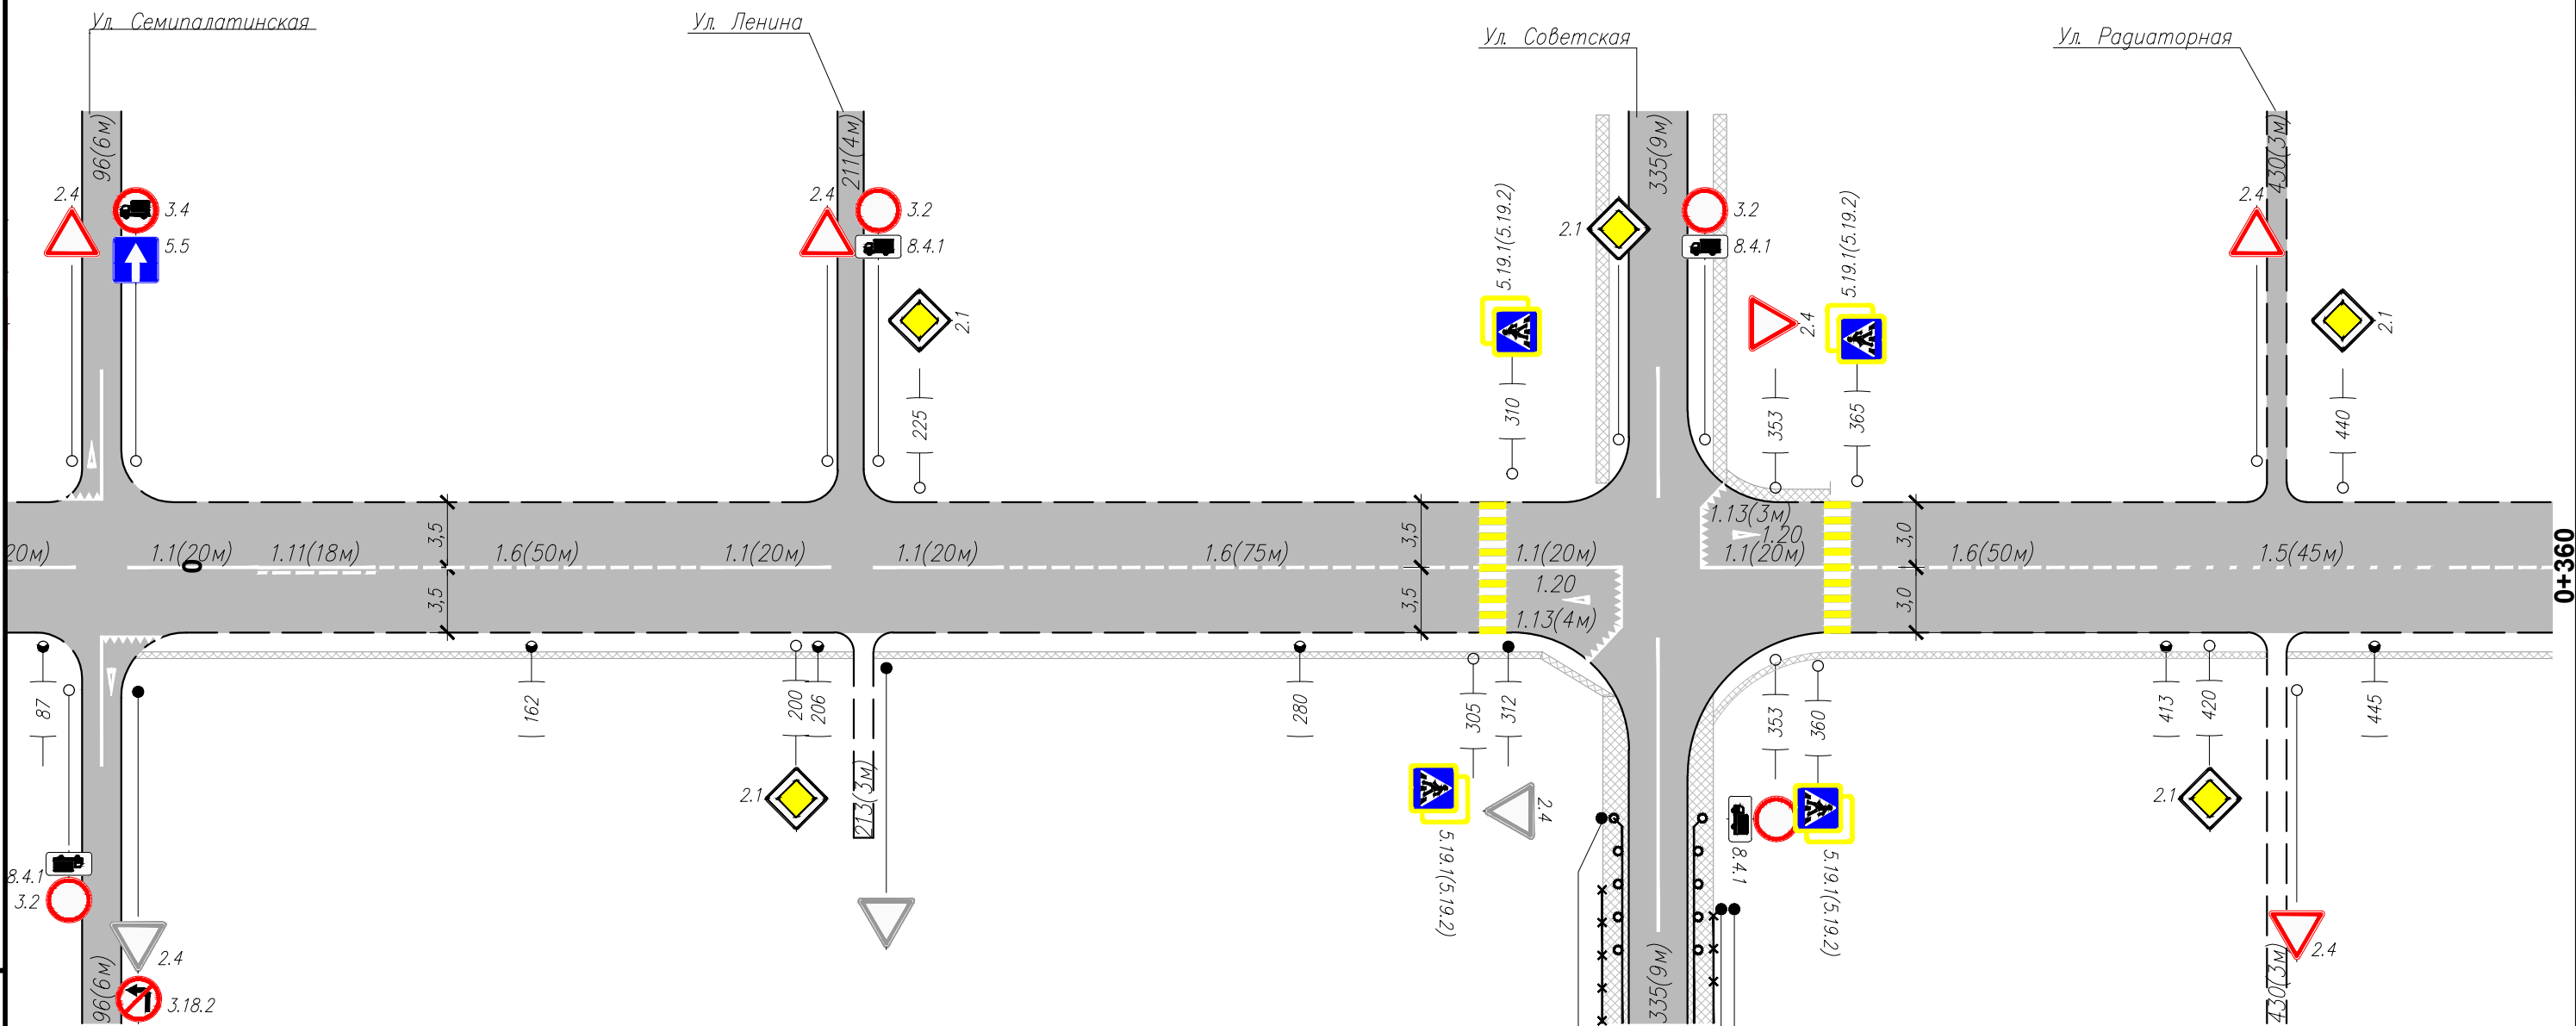 Ул. Семипалатинская
Ул. Ленина
Ул. Советская
Ул. Радиаторная
96(6м)
211(4м)
335(9м)
430(3м)
2.4
3.4
5.5
2.4
3.2
8.4.1
2.1
225
5.19.1(5.19.2)
310
2.1
3.2
8.4.1
2.4
353
5.19.1(5.19.2)
365
2.4
2.1
440
20м)
1.1(20м)
0
1.11(18м)
3,5
3,5
1.6(50м)
1.1(20м)
1.1(20м)
1.6(75м)
3,5
3,5
1.1(20м)
1.20
1.13(4м)
1.13(3м)
1.20
1.1(20м)
3,0
3,0
1.6(50м)
1.5(45м)
0+360
87
162
200
206
280
305
312
353
360
413
420
445
8.4.1
3.2
2.4
3.18.2
96(6м)
2.1
213(3м)
5.19.1(5.19.2)
2.4
335(9м)
8.4.1
5.19.1(5.19.2)
2.1
2.4
430(3м)